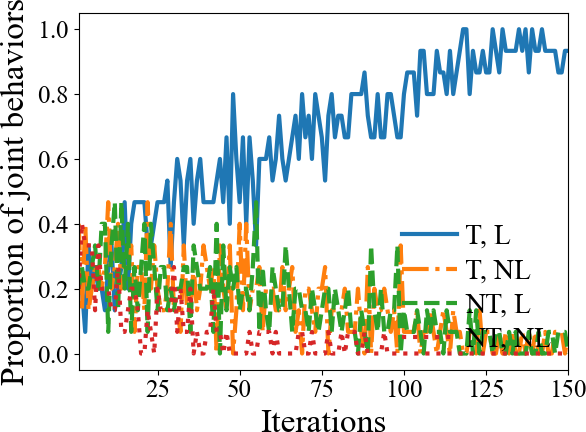 Proportion of joint behaviors
1.0
0.8
0.6
0.4
0.2
0.0
T, L
T, NL
NT, L
NT, NL
25
50
75
100
125
150
Iterations